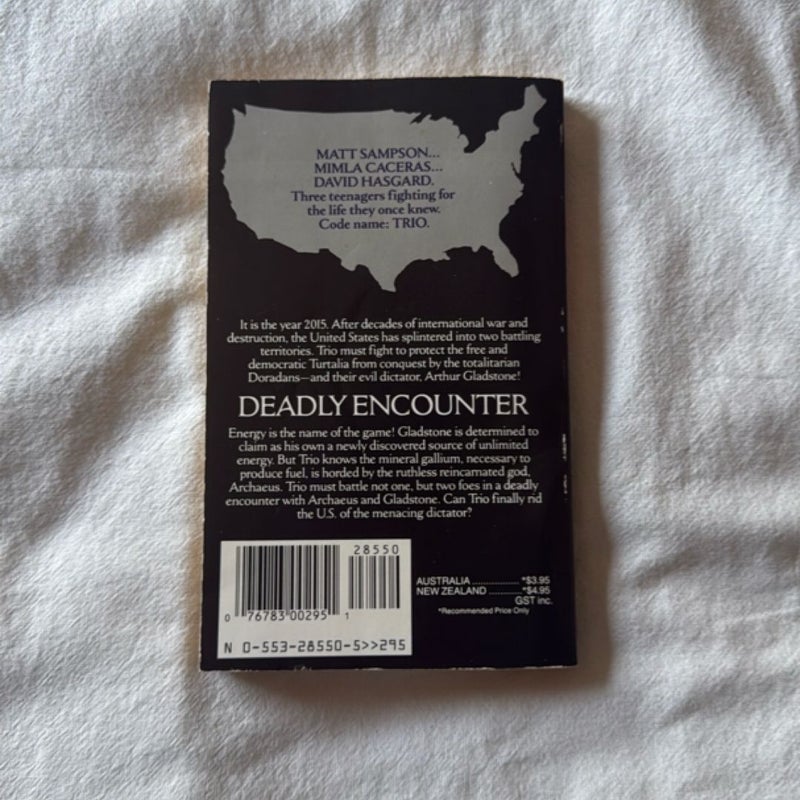 MATT SAMPSON...
MIMLA CACERAS...
DAVID HASGARD.
Three teenagers fighting for
the life they once knew.
Code name: TRIO.
It is the year 2015. After decades of international war and
destruction, the United States has splintered into two battling
territories. Trio must fight to protect the free and
democratic Turtalia from conquest by the totalitarian
Doradans—and their evil dictator, Arthur Gladstone!
DEADLY ENCOUNTER
Energy is the name of the game! Gladstone is determined to
claim as his own a newly discovered source of unlimited
energy. But Trio knows the mineral gallium, necessary to
produce fuel, is horded by the ruthless reincarnated god,
Archaeus. Trio must battle not one, but two foes in a deadly
encounter with Archaeus and Gladstone. Can Trio finally rid
the U.S. of the menacing dictator?
28550
0 76783 00295 1
N 0-553-28550-5>>295
AUSTRALIA .............. *$3.95
NEW ZEALAND .......... *$4.95
GST inc.
*Recommended Price Only